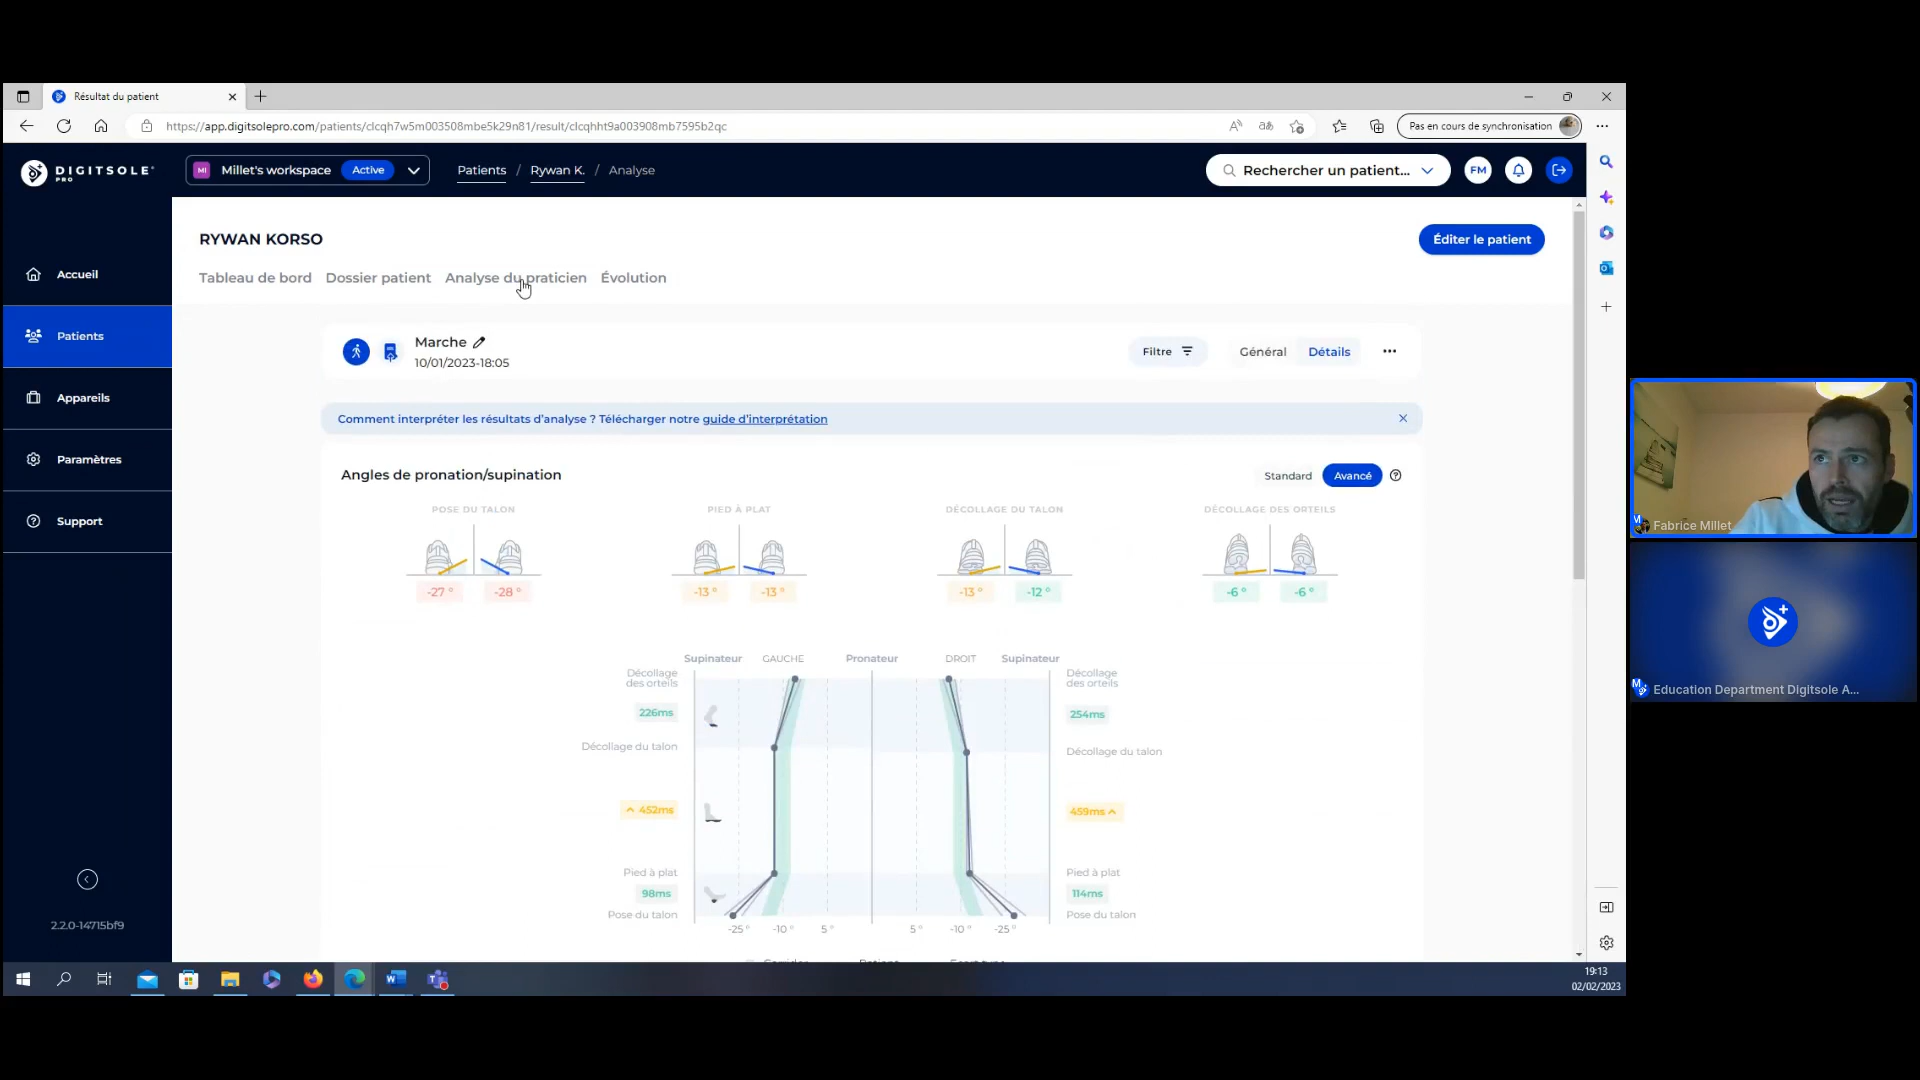 Résultat du patient
https://app.digitsolepro.com/patients/clcqh7w5m003508mbe5k29n81/result/clcqhht9a003908mb7595b2qc
Pas en cours de synchronisation
DIGITSOLE
PRO
MI Millet's workspace Active
Patients / Rywan K. / Analyse
Rechercher un patient...
FM
RYWAN KORSO
Éditer le patient
Tableau de bord Dossier patient Analyse du praticien Évolution
Accueil
Patients
Appareils
Paramètres
Support
2.2.0-14715bf9
Marche
10/01/2023-18:05
Filtre
Général Détails
Comment interpréter les résultats d'analyse ? Télécharger notre guide d'interprétation
Angles de pronation/supination
Standard Avancé
POSE DU TALON PIED À PLAT DÉCOLLAGE DU TALON DÉCOLLAGE DES ORTEILS
-27 ° -28 ° -13 ° -13 ° -13 ° -12 ° -6 ° -6 °
Supinateur GAUCHE Pronateur DROIT Supinateur
Décollage
des orteils
Décollage
des orteils
226ms 254ms
Décollage du talon Décollage du talon
452ms 459ms
Pied à plat Pied à plat
98ms 114ms
Pose du talon Pose du talon
-25 ° -10 ° 5 ° 5 ° -10 ° -25 °
19:13
02/02/2023
Fabrice Millet
Education Department Digitsole A...